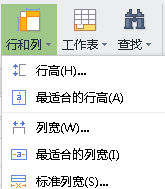 行和列 工作表 查找
行高(H)...
最适合的行高(A)
列宽(W)...
最适合的列宽(I)
标准列宽(S)...